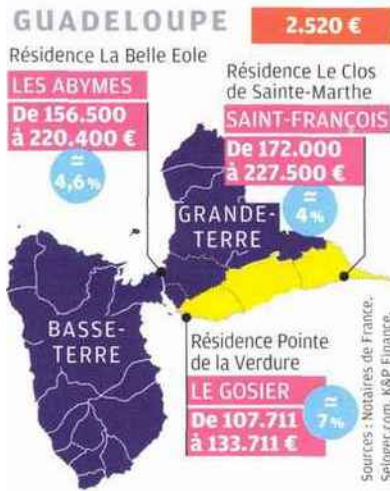 GUADELOUPE
2.520 €
Résidence La Belle Eole
LES ABYMES
De 156.500
à 220.400 €
≃
4,6%
Résidence Le Clos
de Sainte-Marthe
SAINT-FRANÇOIS
De 172.000
à 227.500 €
≃
4%
GRANDE-
TERRE
BASSE-
TERRE
Résidence Pointe
de la Verdure
LE GOSIER
De 107.711
à 133.711 €
≃
7%
Sources : Notaires de France.
Seloger.com. K&P Finance.